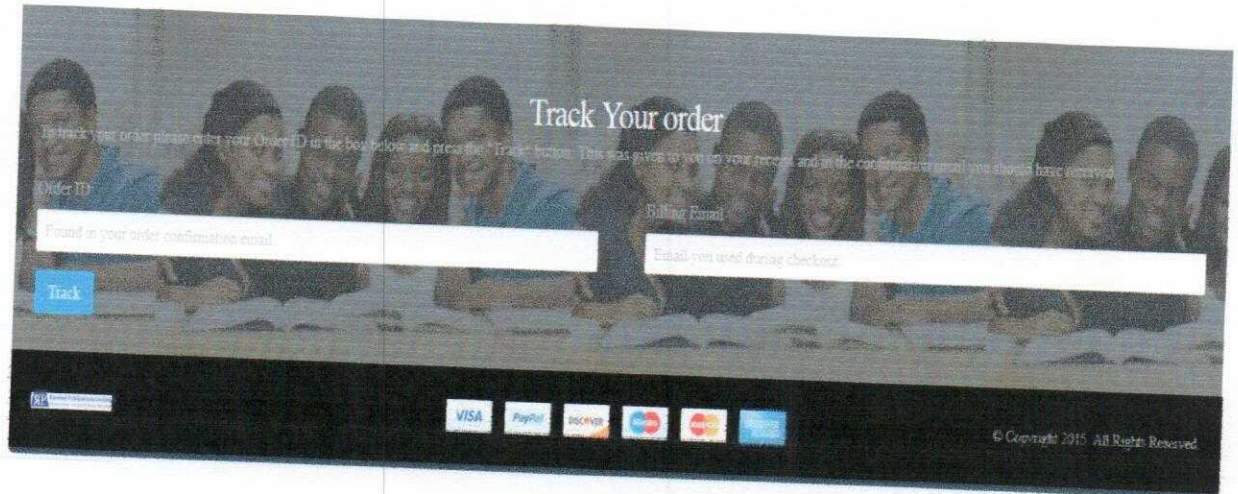 Track Your order
To track your order please enter your Order ID in the box below and press the "Track" button. This was given to you on your receipt and in the confirmation email you should have received.
Order ID
Billing Email
Found in your order confirmation email.
Email you used during checkout.
Track
VISA
PayPal
DISCOVER
© Copyright 2015. All Rights Reserved.